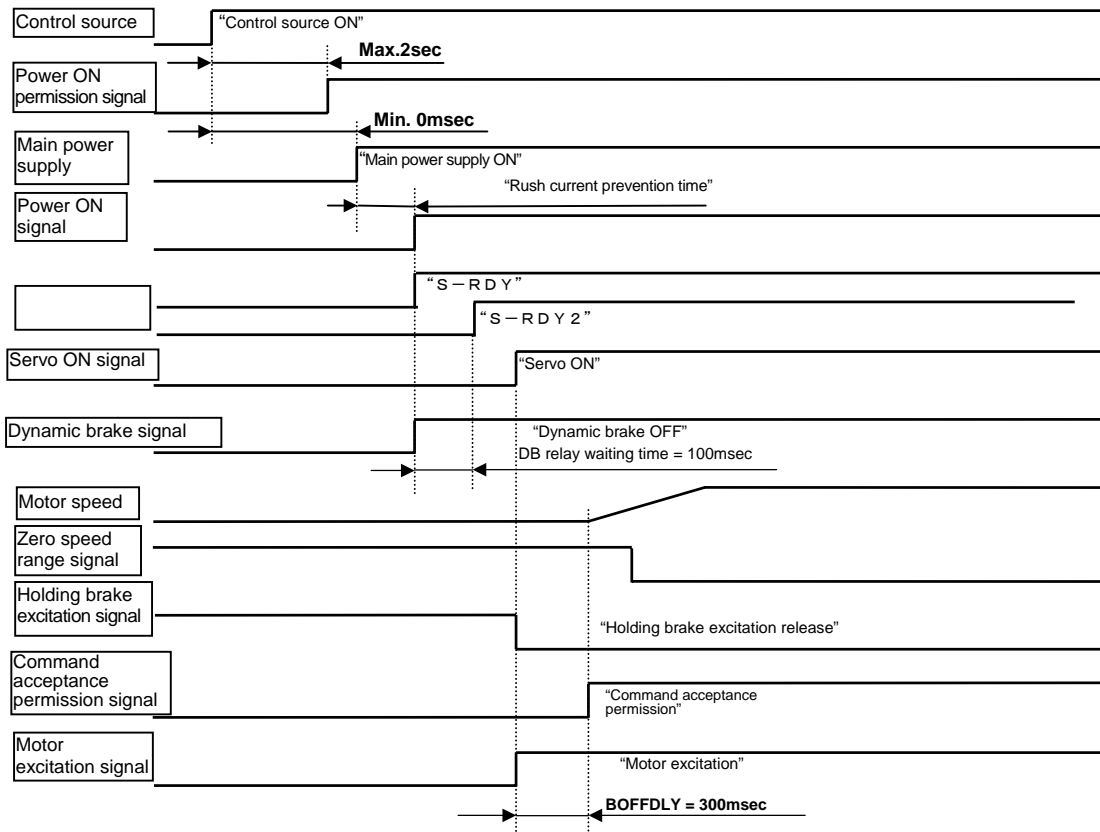 Control source
“Control source ON”
Max.2sec
Power ON
permission signal
Min. 0msec
Main power
supply
“Main power supply ON”
“Rush current prevention time”
Power ON
signal
“Ｓ－ＲＤＹ”
“Ｓ－ＲＤＹ２”
Servo ON signal
“Servo ON”
Dynamic brake signal
“Dynamic brake OFF”
DB relay waiting time = 100msec
Motor speed
Zero speed
range signal
Holding brake
excitation signal
“Holding brake excitation release”
Command
acceptance
permission signal
“Command acceptance
permission”
Motor
excitation signal
“Motor excitation”
BOFFDLY = 300msec